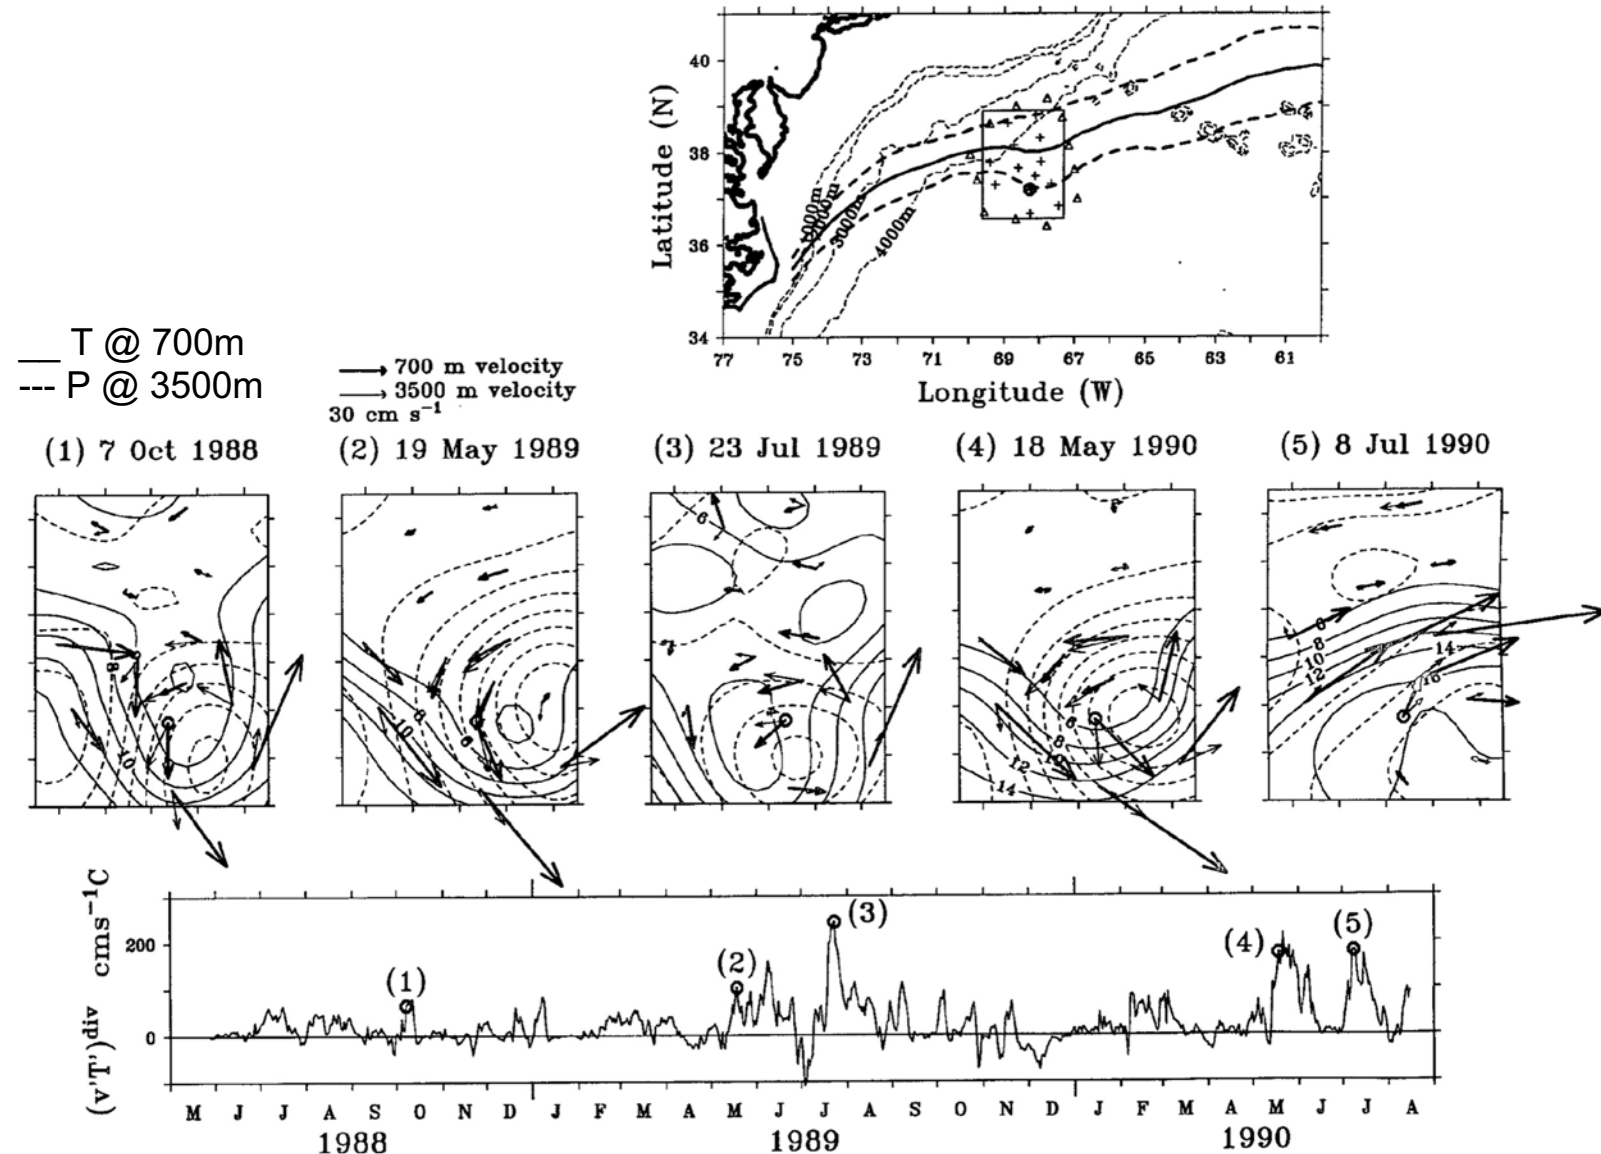 40
38
36
34
Latitude (N)
1000m
2000m
3000m
4000m
77 75 73 71 69 67 65 63 61
Longitude (W)
__ T @ 700m
--- P @ 3500m
700 m velocity
3500 m velocity
30 cm s⁻¹
(1) 7 Oct 1988
(2) 19 May 1989
(3) 23 Jul 1989
(4) 18 May 1990
(5) 8 Jul 1990
8
10
8
10
6
6
8
12
14
6
8
10
12
14
16
(v'T')div cms⁻¹C
200
0
(1)
(2)
(3)
(4)
(5)
M J J A S O N D J F M A M J J A S O N D J F M A M J J A
1988 1989 1990